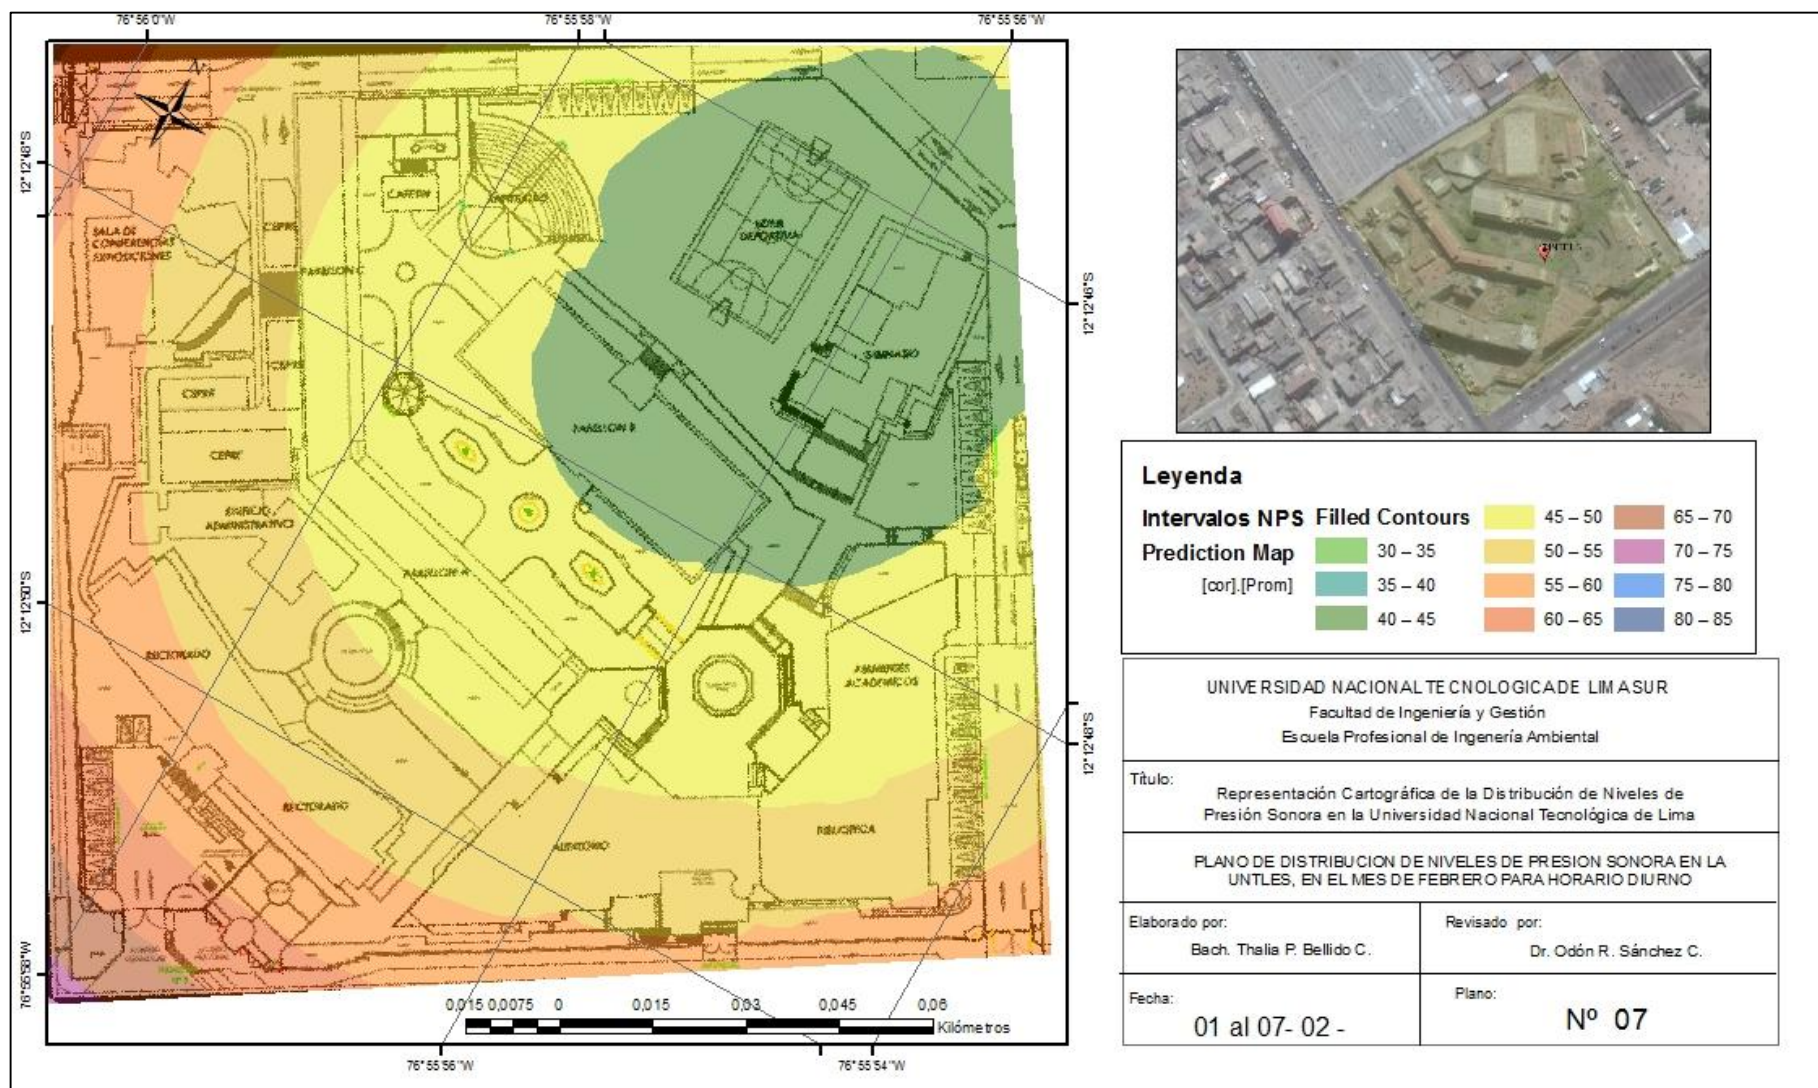 76°56'0"W
76°55'58"W
76°55'56"W
N
12°12'48"S
12°12'46"S
12°12'50"S
12°12'48"S
76°55'58"W
76°55'56"W
76°55'54"W
CAFETIN
ANFITEATRO
SALA DE
CONFERENCIAS
EXPOSICIONES
CEPRE
PABELLON C
LOSA
DEPORTIVA
GIMNASIO
CEPRE
CEPRE
PABELLON B
CEPRE
EDIFICIO
ADMINISTRATIVO
PABELLON A
RECTORADO
PABELLONES
ACADEMICOS
RECTORADO
AUDITORIO
BIBLIOTECA
0,015 0,0075 0 0,015 0,03 0,045 0,06
Kilómetros
Leyenda
Intervalos NPS Filled Contours
Prediction Map
[cor].[Prom]
30 – 35
35 – 40
40 – 45
45 – 50
50 – 55
55 – 60
60 – 65
65 – 70
70 – 75
75 – 80
80 – 85
UNIVERSIDAD NACIONAL TECNOLOGICA DE LIMA SUR
Facultad de Ingeniería y Gestión
Escuela Profesional de Ingenería Ambiental
Título:
Representación Cartográfica de la Distribución de Niveles de
Presión Sonora en la Universidad Nacional Tecnológica de Lima
PLANO DE DISTRIBUCION DE NIVELES DE PRESION SONORA EN LA
UNTLES, EN EL MES DE FEBRERO PARA HORARIO DIURNO
Elaborado por:
Bach. Thalia P. Bellido C.
Revisado por:
Dr. Odón R. Sánchez C.
Fecha:
01 al 07- 02 -
Plano:
Nº 07